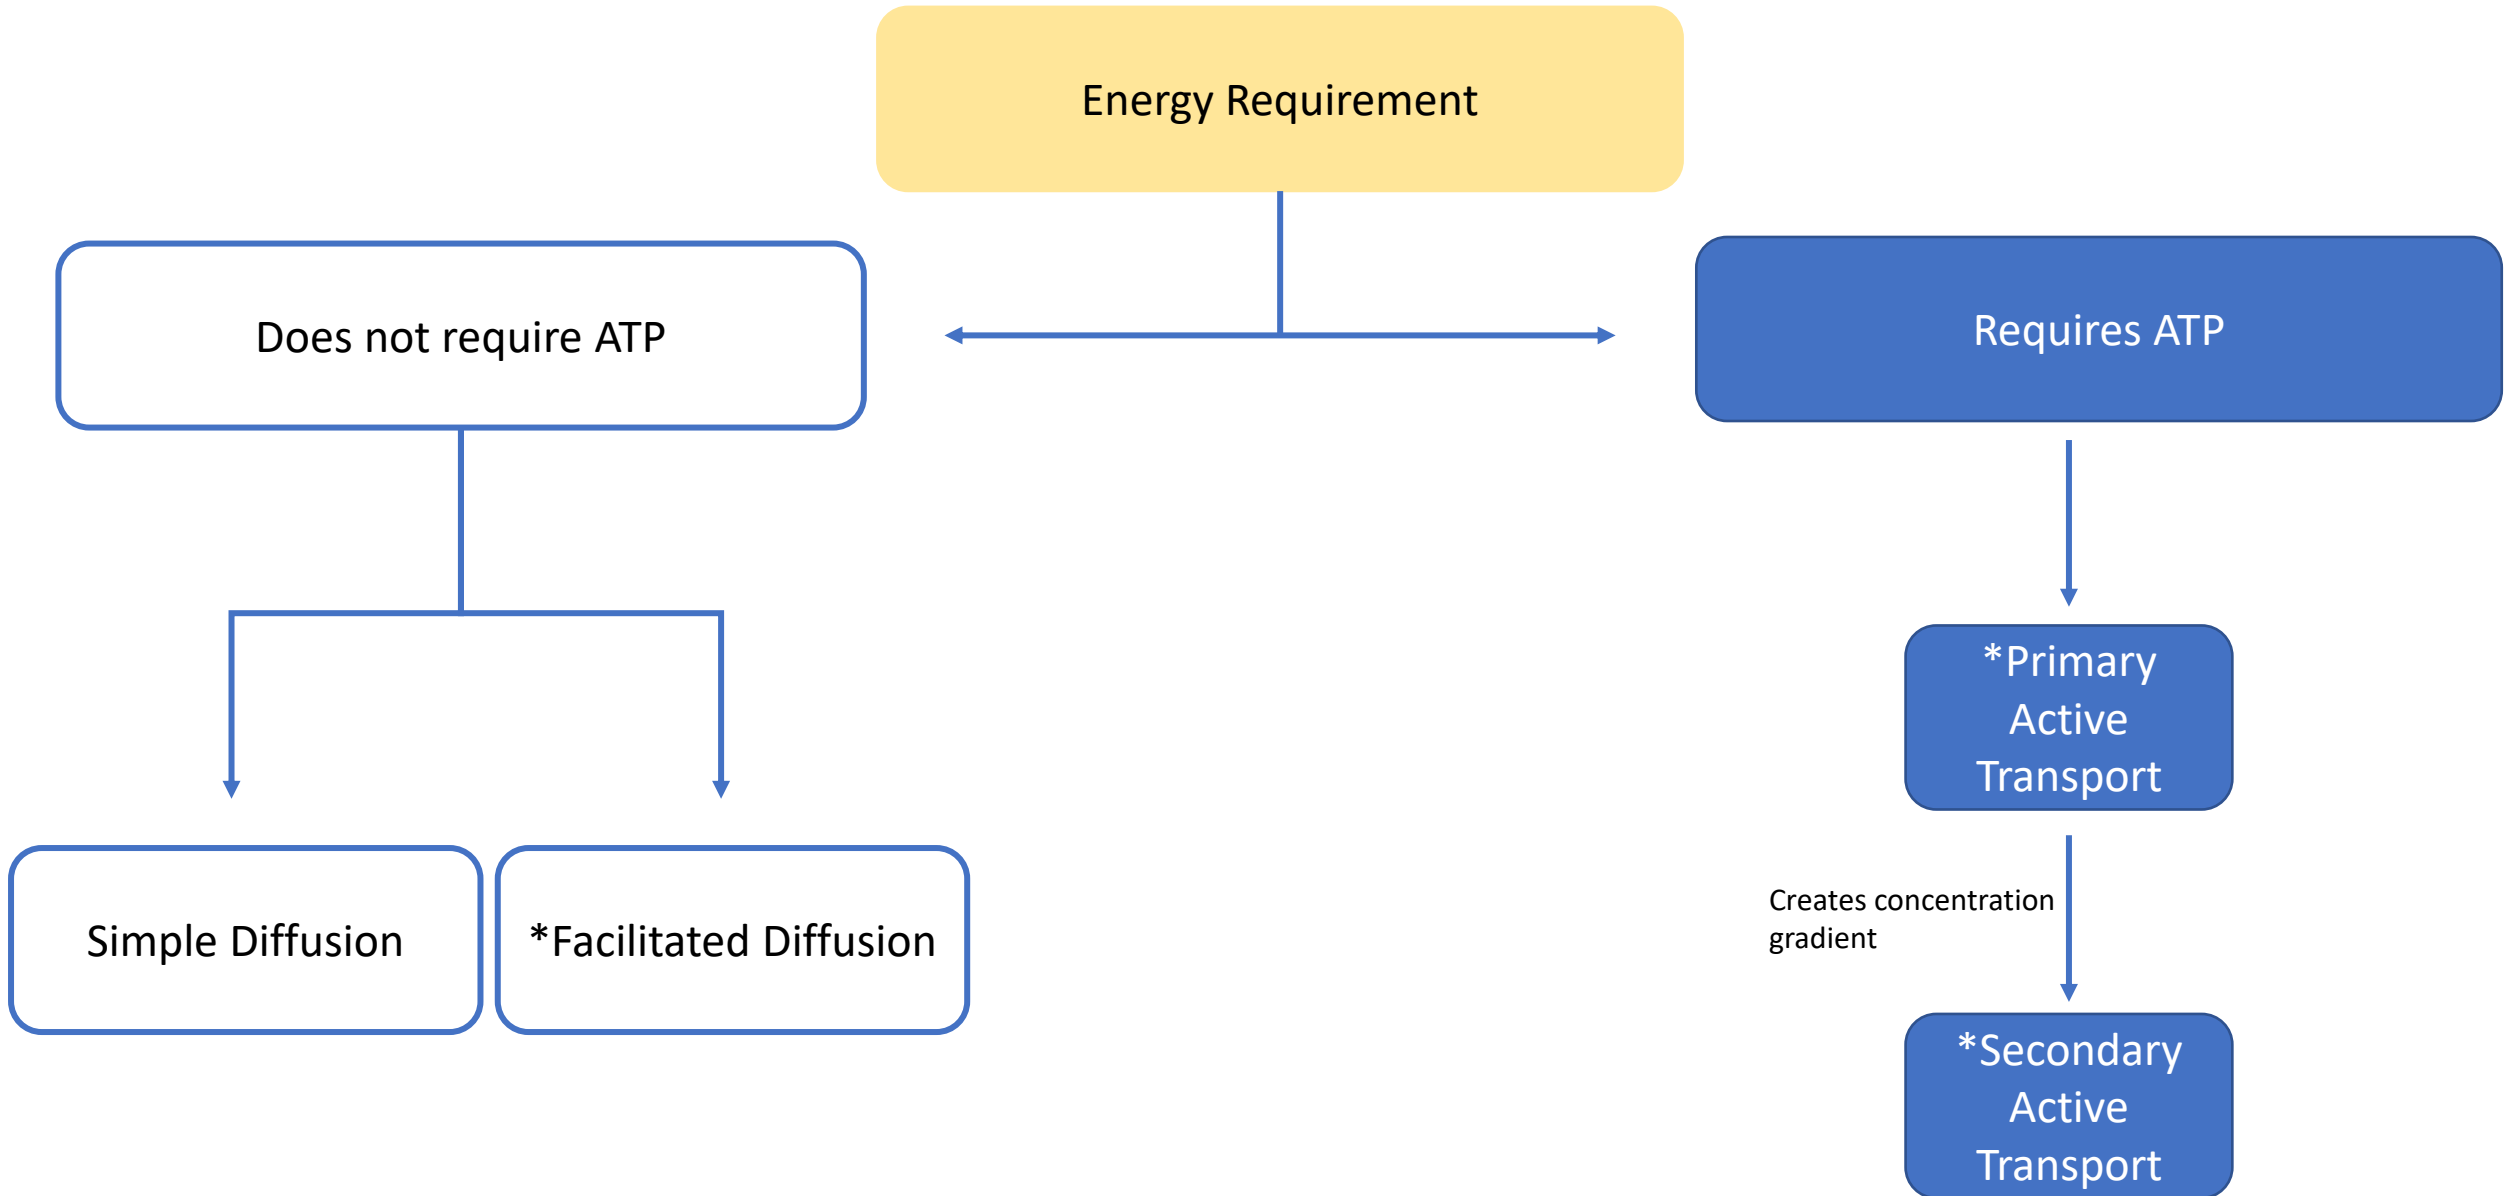 Energy Requirement
Does not require ATP
Requires ATP
*Primary
Active
Transport
Creates concentration
gradient
Simple Diffusion
*Facilitated Diffusion
*Secondary
Active
Transport